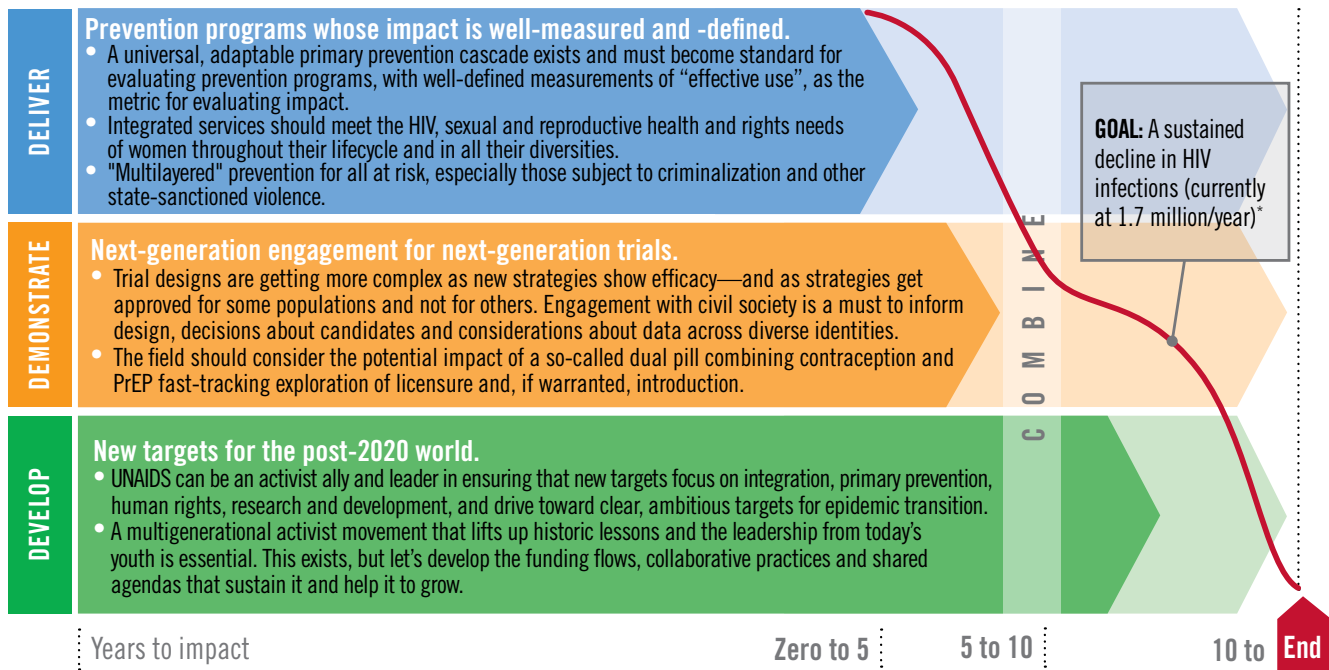 DELIVER
Prevention programs whose impact is well-measured and -defined.
• A universal, adaptable primary prevention cascade exists and must become standard for
evaluating prevention programs, with well-defined measurements of “effective use”, as the
metric for evaluating impact.
• Integrated services should meet the HIV, sexual and reproductive health and rights needs
of women throughout their lifecycle and in all their diversities.
• "Multilayered" prevention for all at risk, especially those subject to criminalization and other
state-sanctioned violence.
GOAL: A sustained
decline in HIV
infections (currently
at 1.7 million/year)*
COMBINE
DEMONSTRATE
Next-generation engagement for next-generation trials.
• Trial designs are getting more complex as new strategies show efficacy—and as strategies get
approved for some populations and not for others. Engagement with civil society is a must to inform
design, decisions about candidates and considerations about data across diverse identities.
• The field should consider the potential impact of a so-called dual pill combining contraception and
PrEP fast-tracking exploration of licensure and, if warranted, introduction.
DEVELOP
New targets for the post-2020 world.
• UNAIDS can be an activist ally and leader in ensuring that new targets focus on integration, primary prevention,
human rights, research and development, and drive toward clear, ambitious targets for epidemic transition.
• A multigenerational activist movement that lifts up historic lessons and the leadership from today’s
youth is essential. This exists, but let’s develop the funding flows, collaborative practices and shared
agendas that sustain it and help it to grow.
Years to impact
Zero to 5
5 to 10
10 to End